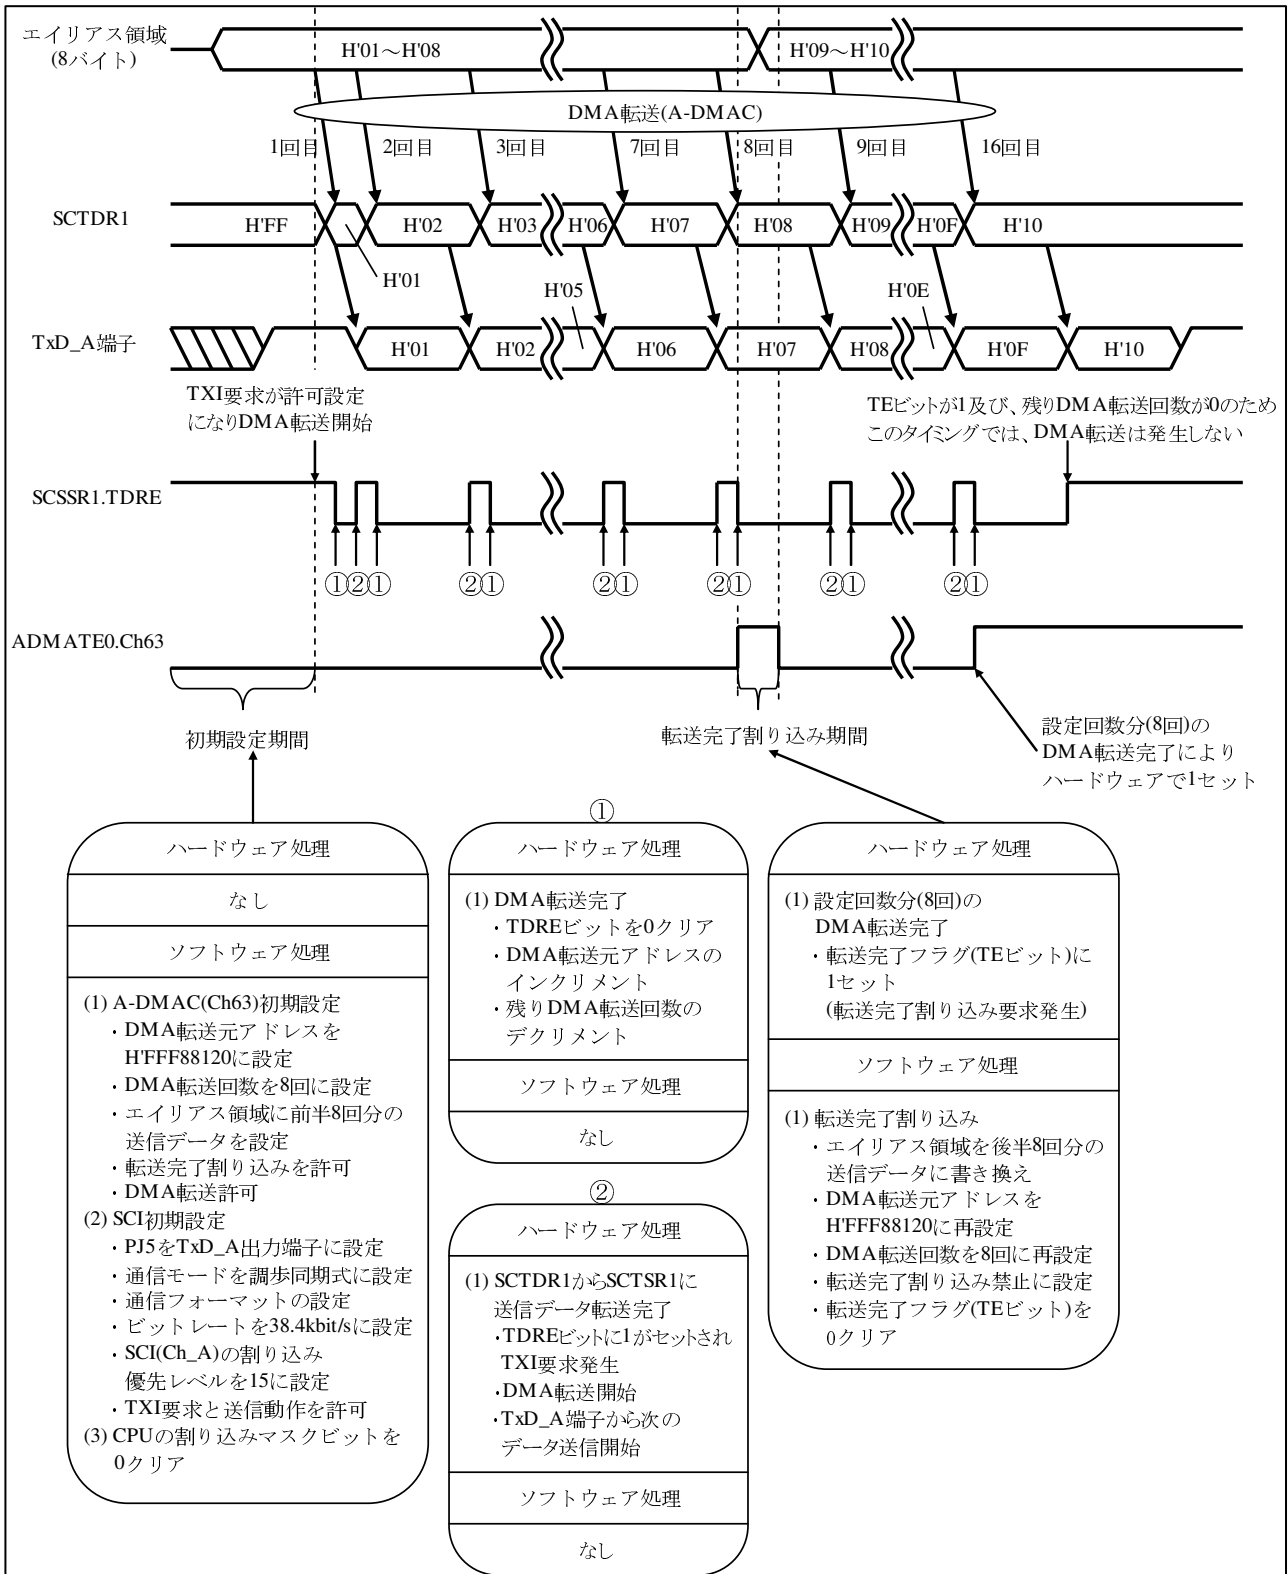 エイリアス領域
(8バイト)
H'01～H'08
H'09～H'10
DMA転送(A-DMAC)
1回目
2回目
3回目
7回目
8回目
9回目
16回目
SCTDR1
H'FF
H'02
H'03
H'06
H'07
H'08
H'09
H'0F
H'10
H'01
H'05
H'0E
TxD_A端子
H'01
H'02
H'06
H'07
H'08
H'0F
H'10
TXI要求が許可設定
になりDMA転送開始
TEビットが1及び、残りDMA転送回数が0のため
このタイミングでは、DMA転送は発生しない
SCSSR1.TDRE
①②①
②①
②①
②①
②①
②①
ADMATE0.Ch63
初期設定期間
転送完了割り込み期間
設定回数分(8回)の
DMA転送完了により
ハードウェアで1セット
ハードウェア処理
なし
ソフトウェア処理
(1) A-DMAC(Ch63)初期設定
・DMA転送元アドレスを
H'FFF88120に設定
・DMA転送回数を8回に設定
・エイリアス領域に前半8回分の
送信データを設定
・転送完了割り込みを許可
・DMA転送許可
(2) SCI初期設定
・PJ5をTxD_A出力端子に設定
・通信モードを調歩同期式に設定
・通信フォーマットの設定
・ビットレートを38.4kbit/sに設定
・SCI(Ch_A)の割り込み
優先レベルを15に設定
・TXI要求と送信動作を許可
(3) CPUの割り込みマスクビットを
0クリア
①
ハードウェア処理
(1) DMA転送完了
・TDREビットを0クリア
・DMA転送元アドレスの
インクリメント
・残りDMA転送回数の
デクリメント
ソフトウェア処理
なし
②
ハードウェア処理
(1) SCTDR1からSCTSR1に
送信データ転送完了
・TDREビットに1がセットされ
TXI要求発生
・DMA転送開始
・TxD_A端子から次の
データ送信開始
ソフトウェア処理
なし
ハードウェア処理
(1) 設定回数分(8回)の
DMA転送完了
・転送完了フラグ(TEビット)に
1セット
(転送完了割り込み要求発生)
ソフトウェア処理
(1) 転送完了割り込み
・エイリアス領域を後半8回分の
送信データに書き換え
・DMA転送元アドレスを
H'FFF88120に再設定
・DMA転送回数を8回に再設定
・転送完了割り込み禁止に設定
・転送完了フラグ(TEビット)を
0クリア